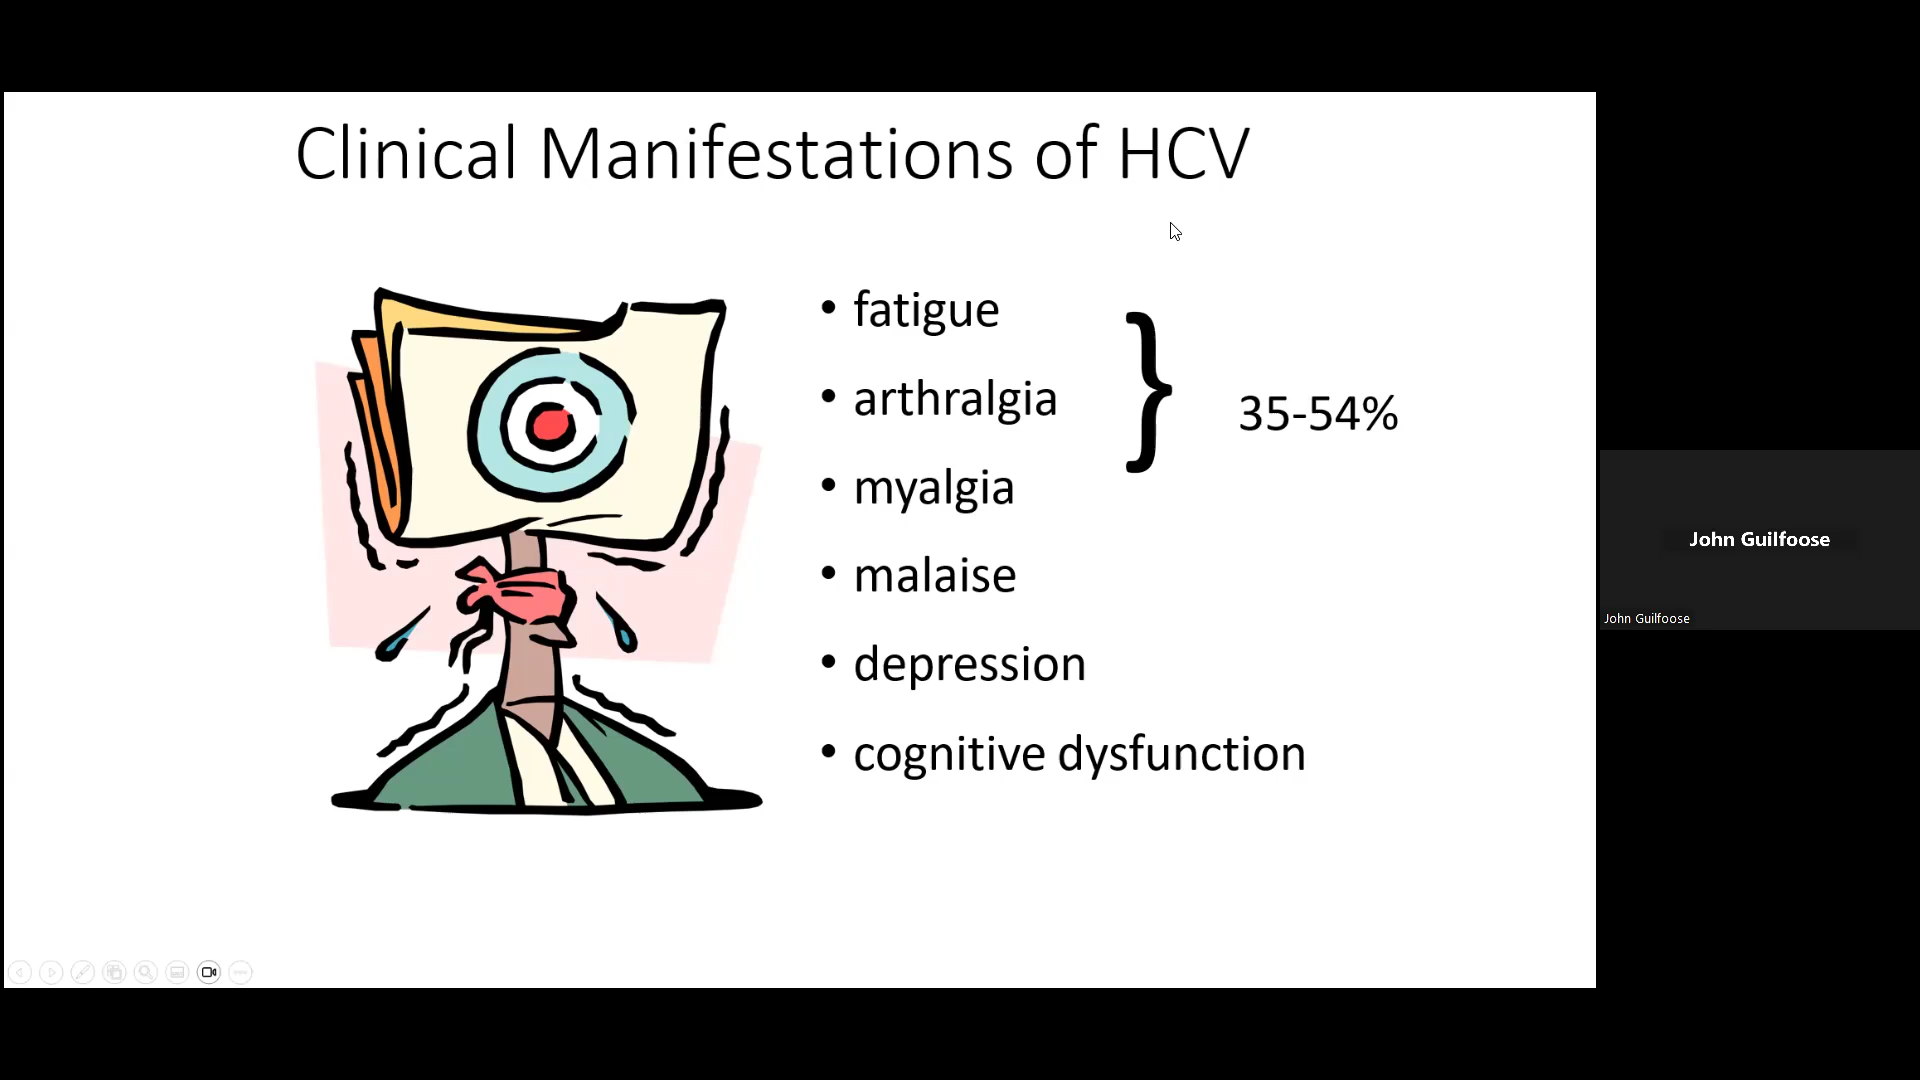 Clinical Manifestations of HCV
• fatigue
• arthralgia
• myalgia
} 35-54%
• malaise
• depression
• cognitive dysfunction
John Guilfoose
John Guilfoose